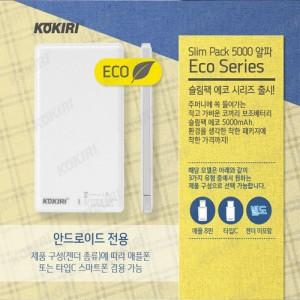 KOKIRI
Slim Pack 5000 알파
Eco Series
ECO
슬림팩 에코 시리즈 출시!
주머니에 쏙 들어가는
작고 가벼운 코끼리 보조배터리
슬림팩 에코 5000mAh.
환경을 생각한 착한 패키지에
착한 가격까지!
해당 모델은 아래와 같이
3가지 유형 중에서 원하는
제품 구성으로 선택 가능합니다.
별도
애플 8핀
타입C
젠더 미포함
안드로이드 전용
제품 구성(젠더 종류)에 따라 애플폰
또는 타입C 스마트폰 겸용 가능
KOKIRI
KOKIRI